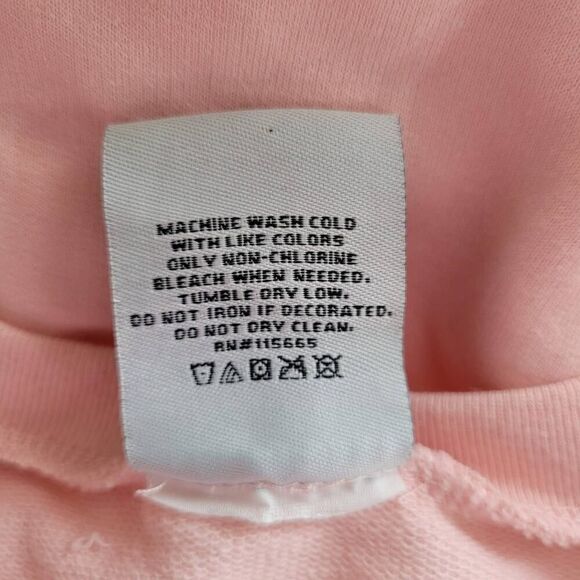 MACHINE WASH COLD
WITH LIKE COLORS
ONLY NON-CHLORINE
BLEACH WHEN NEEDED.
TUMBLE DRY LOW.
DO NOT IRON IF DECORATED.
DO NOT DRY CLEAN.
RN#115665